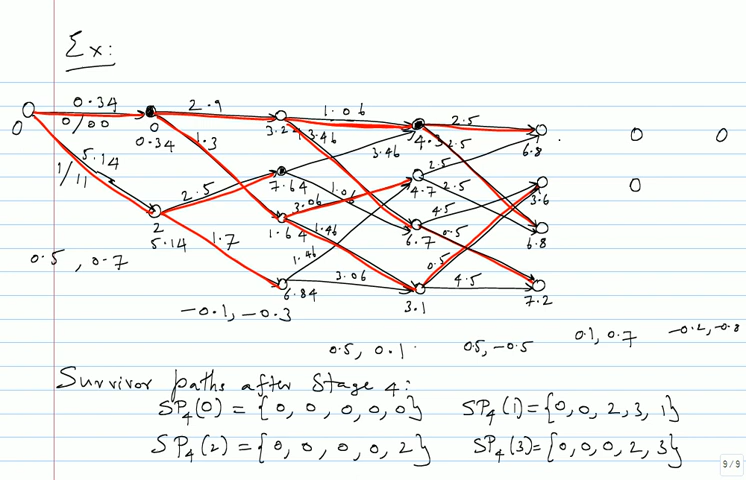 Ex:
0.34 2.9 1.06 2.5
0 0/00 0 0.34 3.24 4.3 6.8 0 0
5.14 1.3 3.46 3.46 2.5
1/11 2.5 7.64 1.06 2.5 4.7 2.5 3.6 0
2 3.06 4.5
5.14 1.7 1.64 1.46 6.7 0.5 6.8
0.5, 0.7 1.46 0.5
6.84 3.06 3.1 4.5 7.2
-0.1, -0.3
0.5, 0.1 0.5, -0.5 0.1, 0.7 -0.2, -0.8
Survivor paths after Stage 4:
SP₄(0) = {0, 0, 0, 0, 0} SP₄(1) = {0, 0, 2, 3, 1}
SP₄(2) = {0, 0, 0, 0, 2} SP₄(3) = {0, 0, 0, 2, 3}
9/9